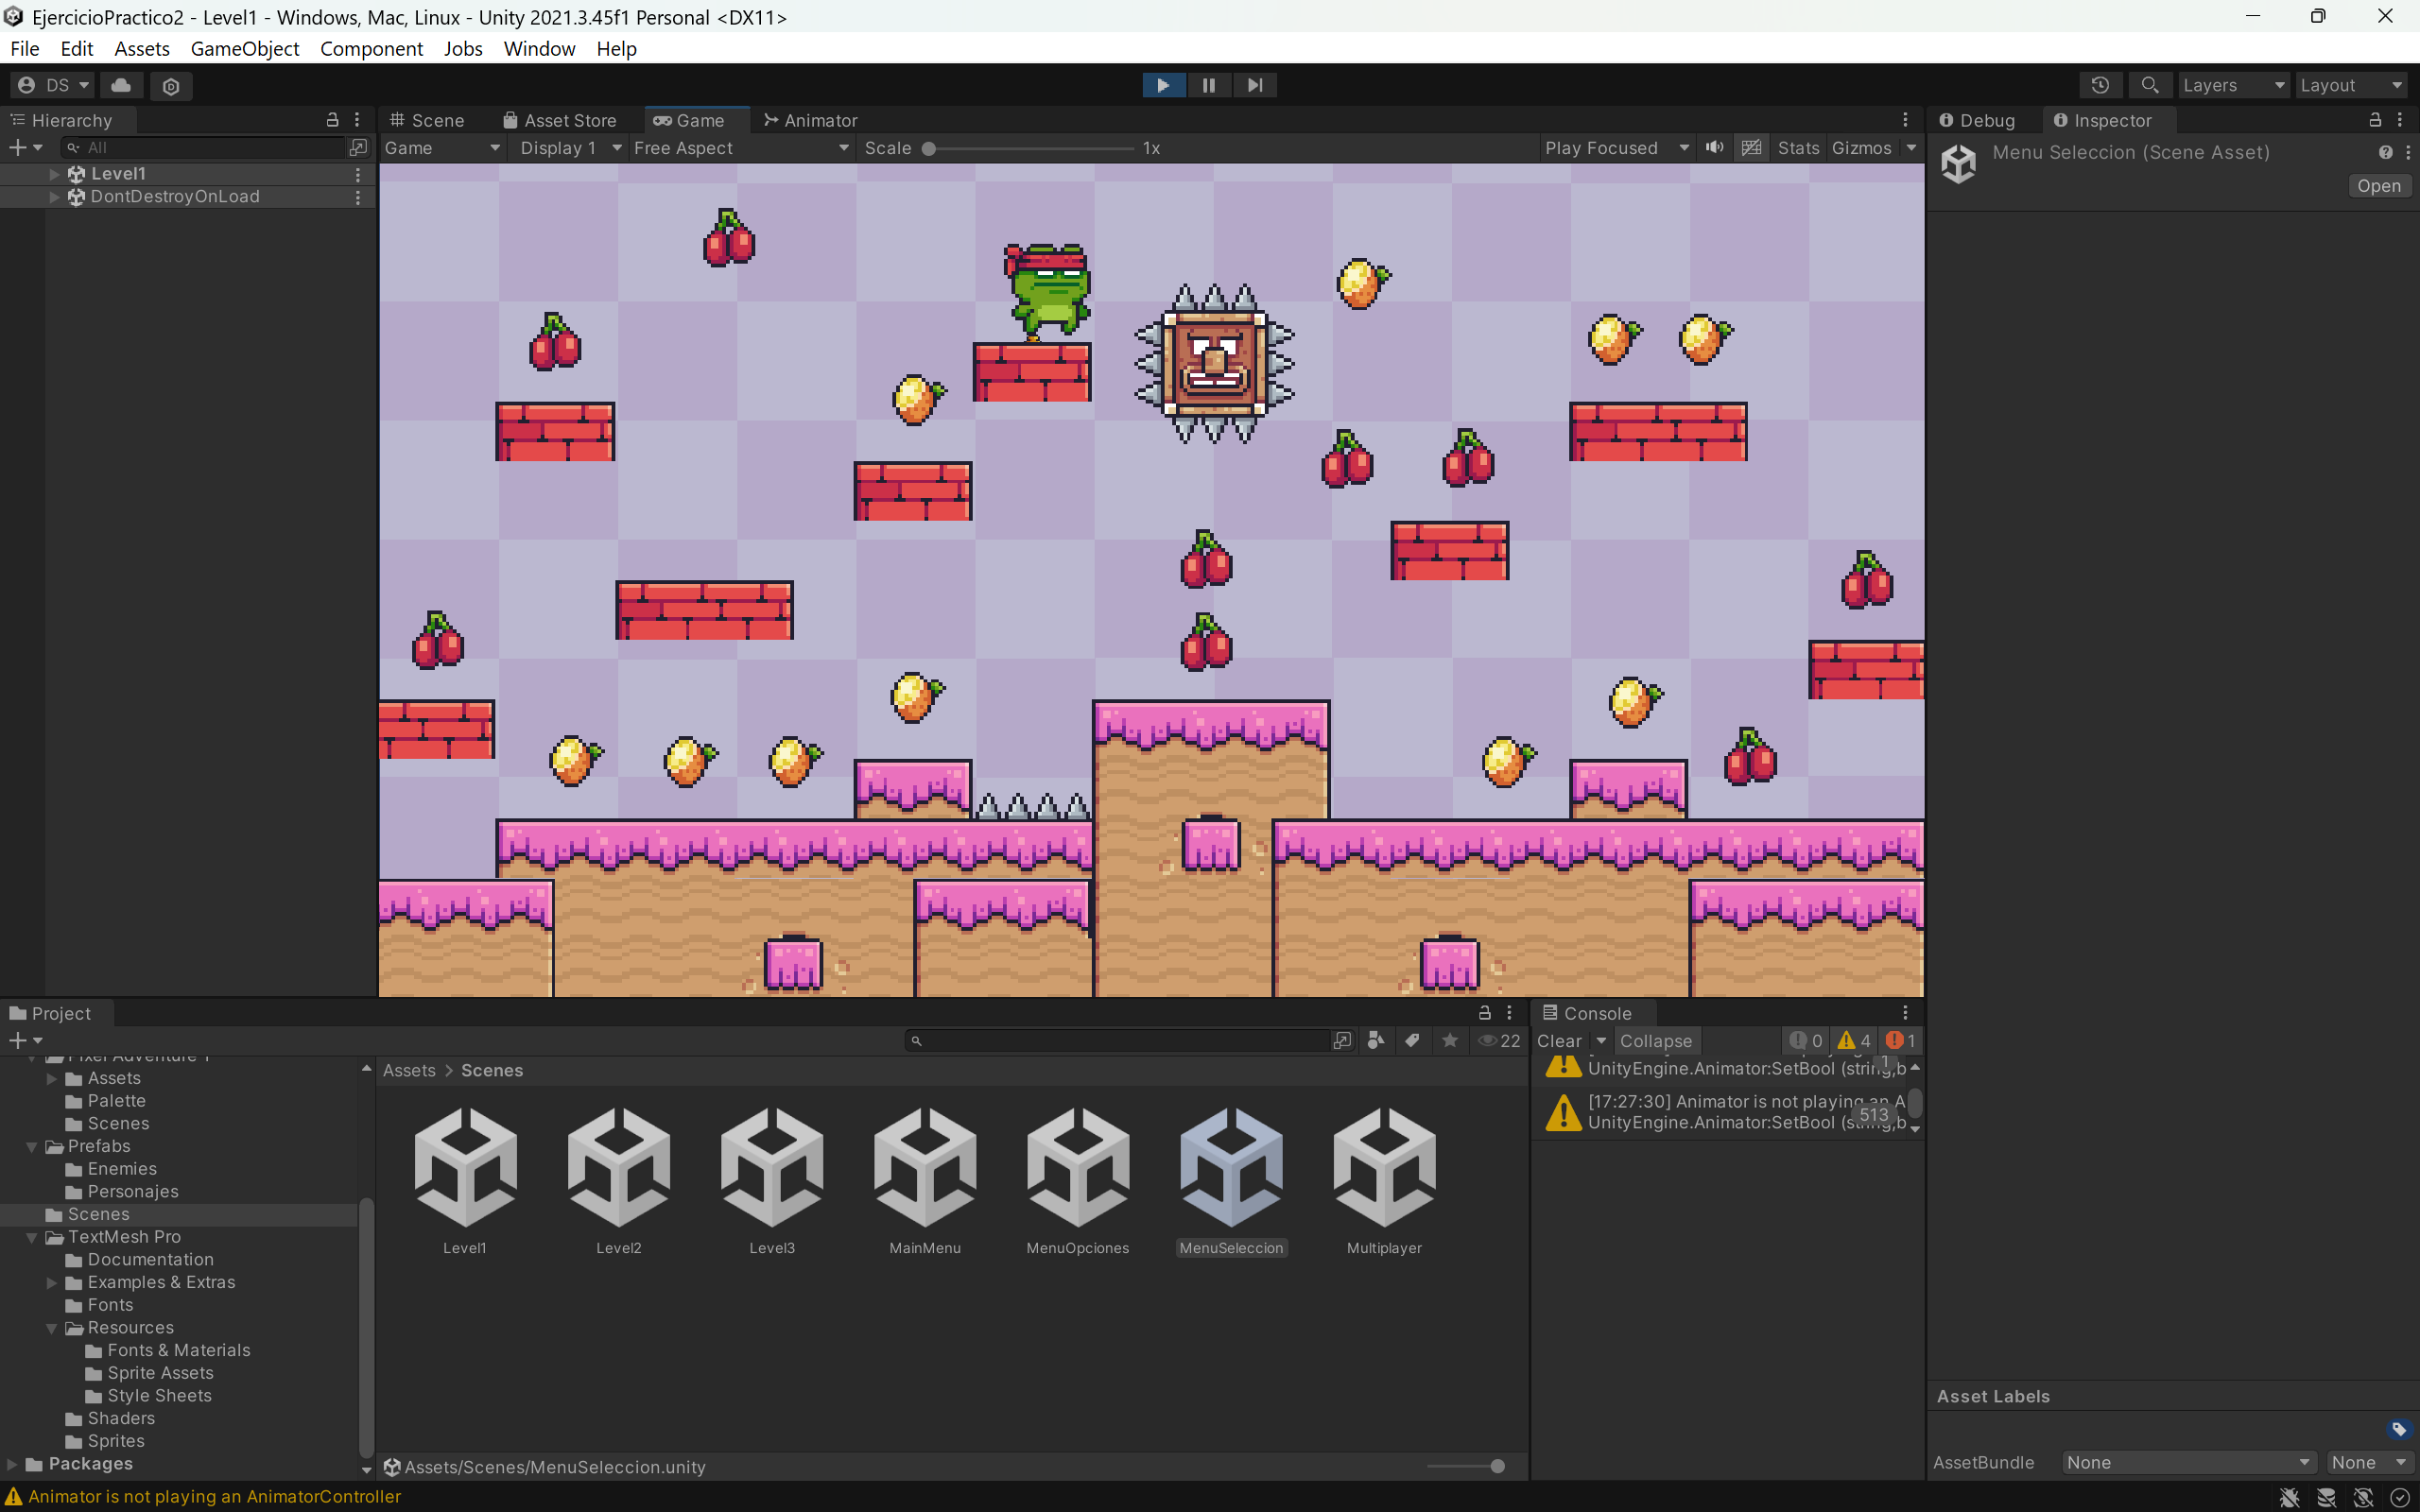 EjercicioPractico2 - Level1 - Windows, Mac, Linux - Unity 2021.3.45f1 Personal <DX11>
File Edit Assets GameObject Component Jobs Window Help
DS
Layers Layout
Hierarchy
Scene Asset Store Game Animator
Debug Inspector
All
Game Display 1 Free Aspect Scale 1x Play Focused Stats Gizmos
Menu Seleccion (Scene Asset)
Open
Level1
DontDestroyOnLoad
Project
Console
22
Clear Collapse 0 4 1
Pixel Adventure 1
Assets
Palette
Scenes
Prefabs
Enemies
Personajes
Scenes
TextMesh Pro
Documentation
Examples & Extras
Fonts
Resources
Fonts & Materials
Sprite Assets
Style Sheets
Shaders
Sprites
Packages
Assets > Scenes
Level1 Level2 Level3 MainMenu MenuOpciones MenuSeleccion Multiplayer
Assets/Scenes/MenuSeleccion.unity
1
UnityEngine.Animator:SetBool (string,b
[17:27:30] Animator is not playing an A
513
UnityEngine.Animator:SetBool (string,b
Asset Labels
AssetBundle None None
Animator is not playing an AnimatorController